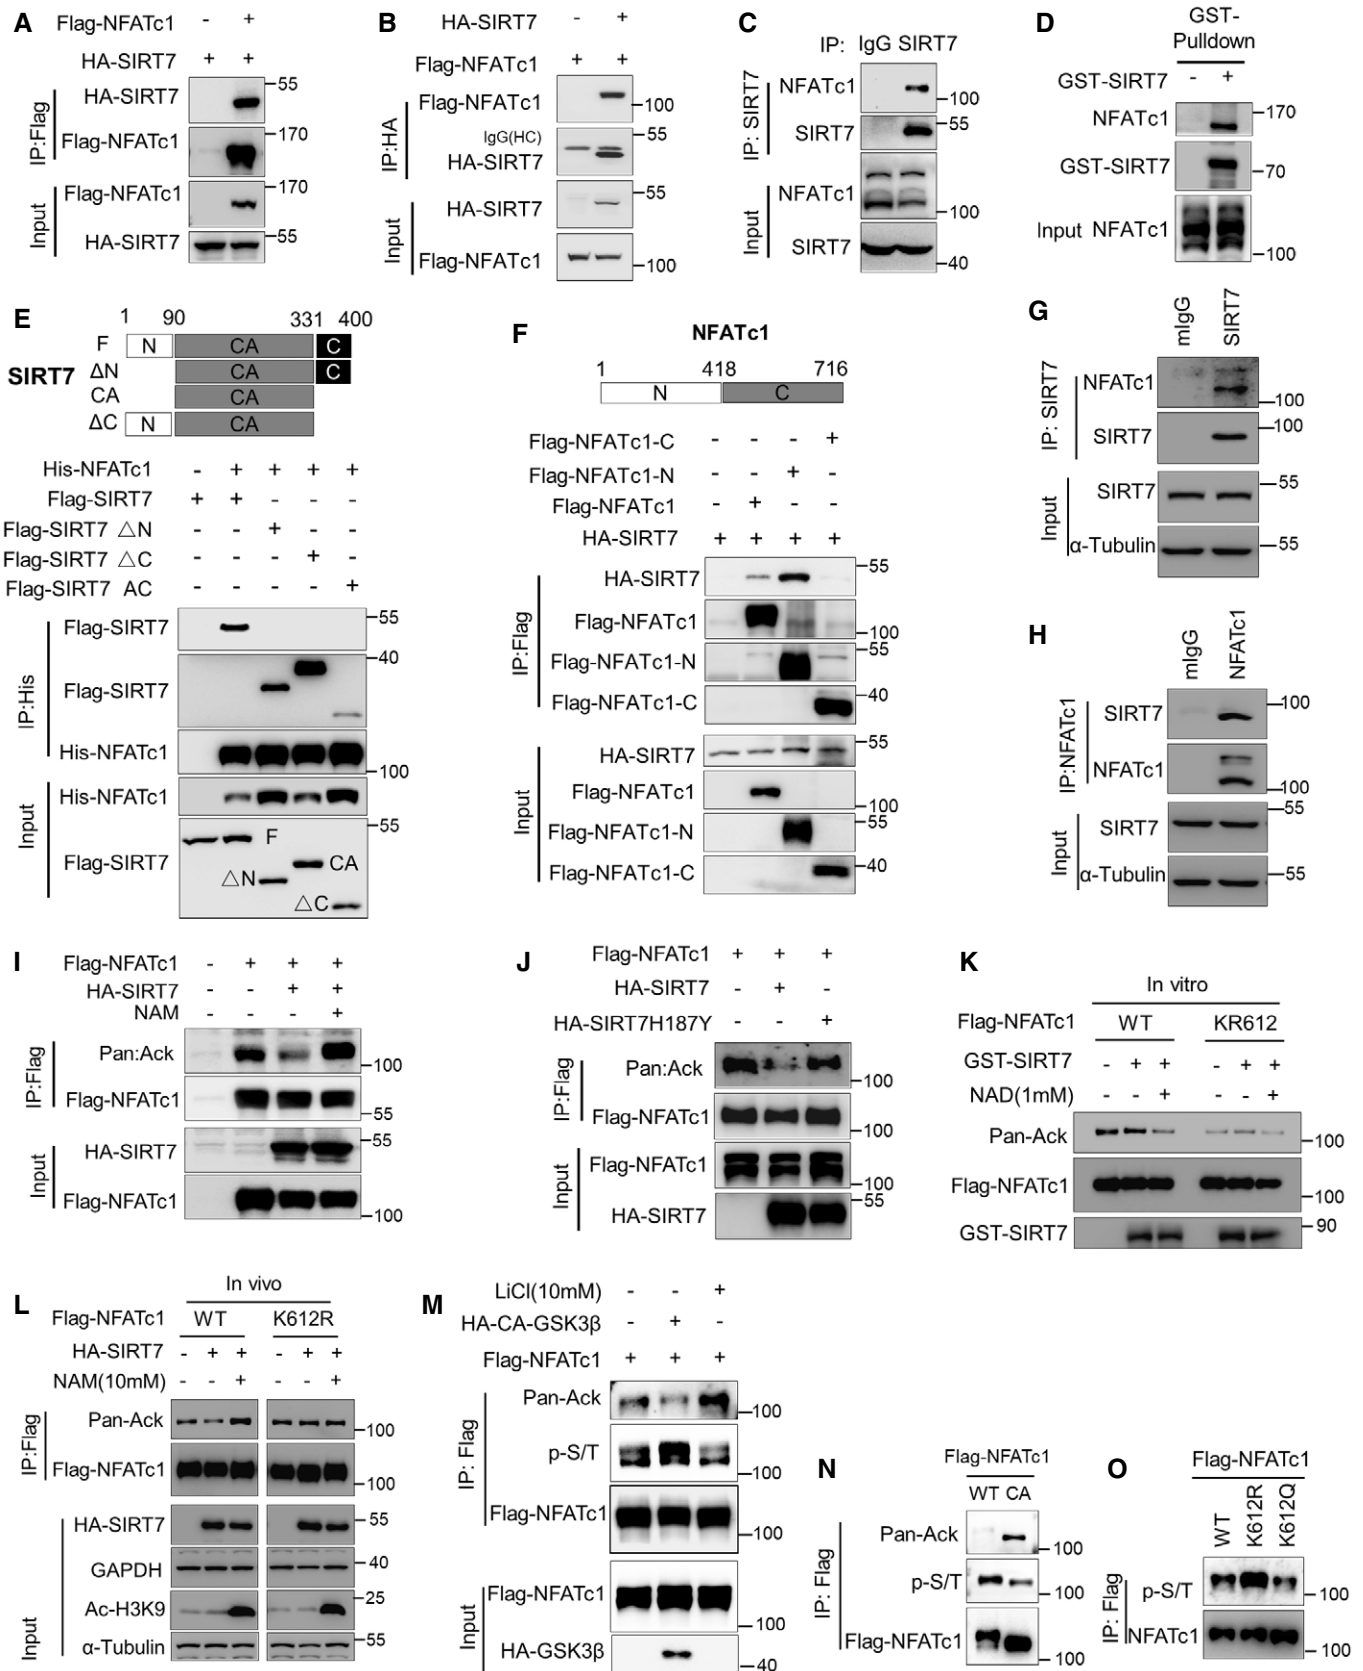 A
Flag-NFATc1 - +
HA-SIRT7 + +
IP:Flag
HA-SIRT7
55
Flag-NFATc1
170
Input
Flag-NFATc1
170
HA-SIRT7
55
B
HA-SIRT7 - +
Flag-NFATc1 + +
IP:HA
Flag-NFATc1
100
IgG(HC)
55
HA-SIRT7
Input
HA-SIRT7
55
Flag-NFATc1
100
C
IP: IgG SIRT7
IP: SIRT7
NFATc1
100
SIRT7
55
Input
NFATc1
100
SIRT7
40
D
GST-
Pulldown
GST-SIRT7 - +
NFATc1
170
GST-SIRT7
70
Input NFATc1
100
E
1 90 331 400
SIRT7
F N CA C
ΔN CA C
CA CA
ΔC N CA
His-NFATc1 - + + + +
Flag-SIRT7 + + - - -
Flag-SIRT7 △N - - + - -
Flag-SIRT7 △C - - - + -
Flag-SIRT7 AC - - - - +
IP:His
Flag-SIRT7
55
40
Flag-SIRT7
His-NFATc1
100
Input
His-NFATc1
55
Flag-SIRT7
F
CA
△N
△C
F
NFATc1
1 418 716
N C
Flag-NFATc1-C - - - +
Flag-NFATc1-N - - + -
Flag-NFATc1 - + - -
HA-SIRT7 + + + +
IP:Flag
HA-SIRT7
55
Flag-NFATc1
100
Flag-NFATc1-N
55
Flag-NFATc1-C
40
Input
HA-SIRT7
55
Flag-NFATc1
100
Flag-NFATc1-N
55
Flag-NFATc1-C
40
G
mIgG
SIRT7
IP: SIRT7
NFATc1
100
SIRT7
100
Input
SIRT7
55
α-Tubulin
55
H
mIgG
NFATc1
IP:NFATc1
SIRT7
100
NFATc1
100
Input
SIRT7
55
α-Tubulin
55
I
Flag-NFATc1 - + + +
HA-SIRT7 - - + +
NAM - - - +
IP:Flag
Pan:Ack
100
Flag-NFATc1
55
Input
HA-SIRT7
55
Flag-NFATc1
100
J
Flag-NFATc1 + + +
HA-SIRT7 - + -
HA-SIRT7H187Y - - +
IP:Flag
Pan:Ack
100
Flag-NFATc1
100
Input
Flag-NFATc1
100
HA-SIRT7
55
K
In vitro
Flag-NFATc1 WT KR612
GST-SIRT7 - + + - + +
NAD(1mM) - - + - - +
Pan-Ack
100
Flag-NFATc1
100
GST-SIRT7
90
L
In vivo
Flag-NFATc1 WT K612R
HA-SIRT7 - + + - + +
NAM(10mM) - - + - - +
IP:Flag
Pan-Ack
100
Flag-NFATc1
100
Input
HA-SIRT7
55
GAPDH
40
Ac-H3K9
25
α-Tubulin
55
M
LiCl(10mM) - - +
HA-CA-GSK3β - + -
Flag-NFATc1 + + +
IP: Flag
Pan-Ack
100
p-S/T
100
Flag-NFATc1
100
Input
Flag-NFATc1
100
HA-GSK3β
40
N
Flag-NFATc1
WT CA
IP: Flag
Pan-Ack
100
p-S/T
100
Flag-NFATc1
100
O
Flag-NFATc1
WT
K612R
K612Q
IP: Flag
p-S/T
100
NFATc1
100